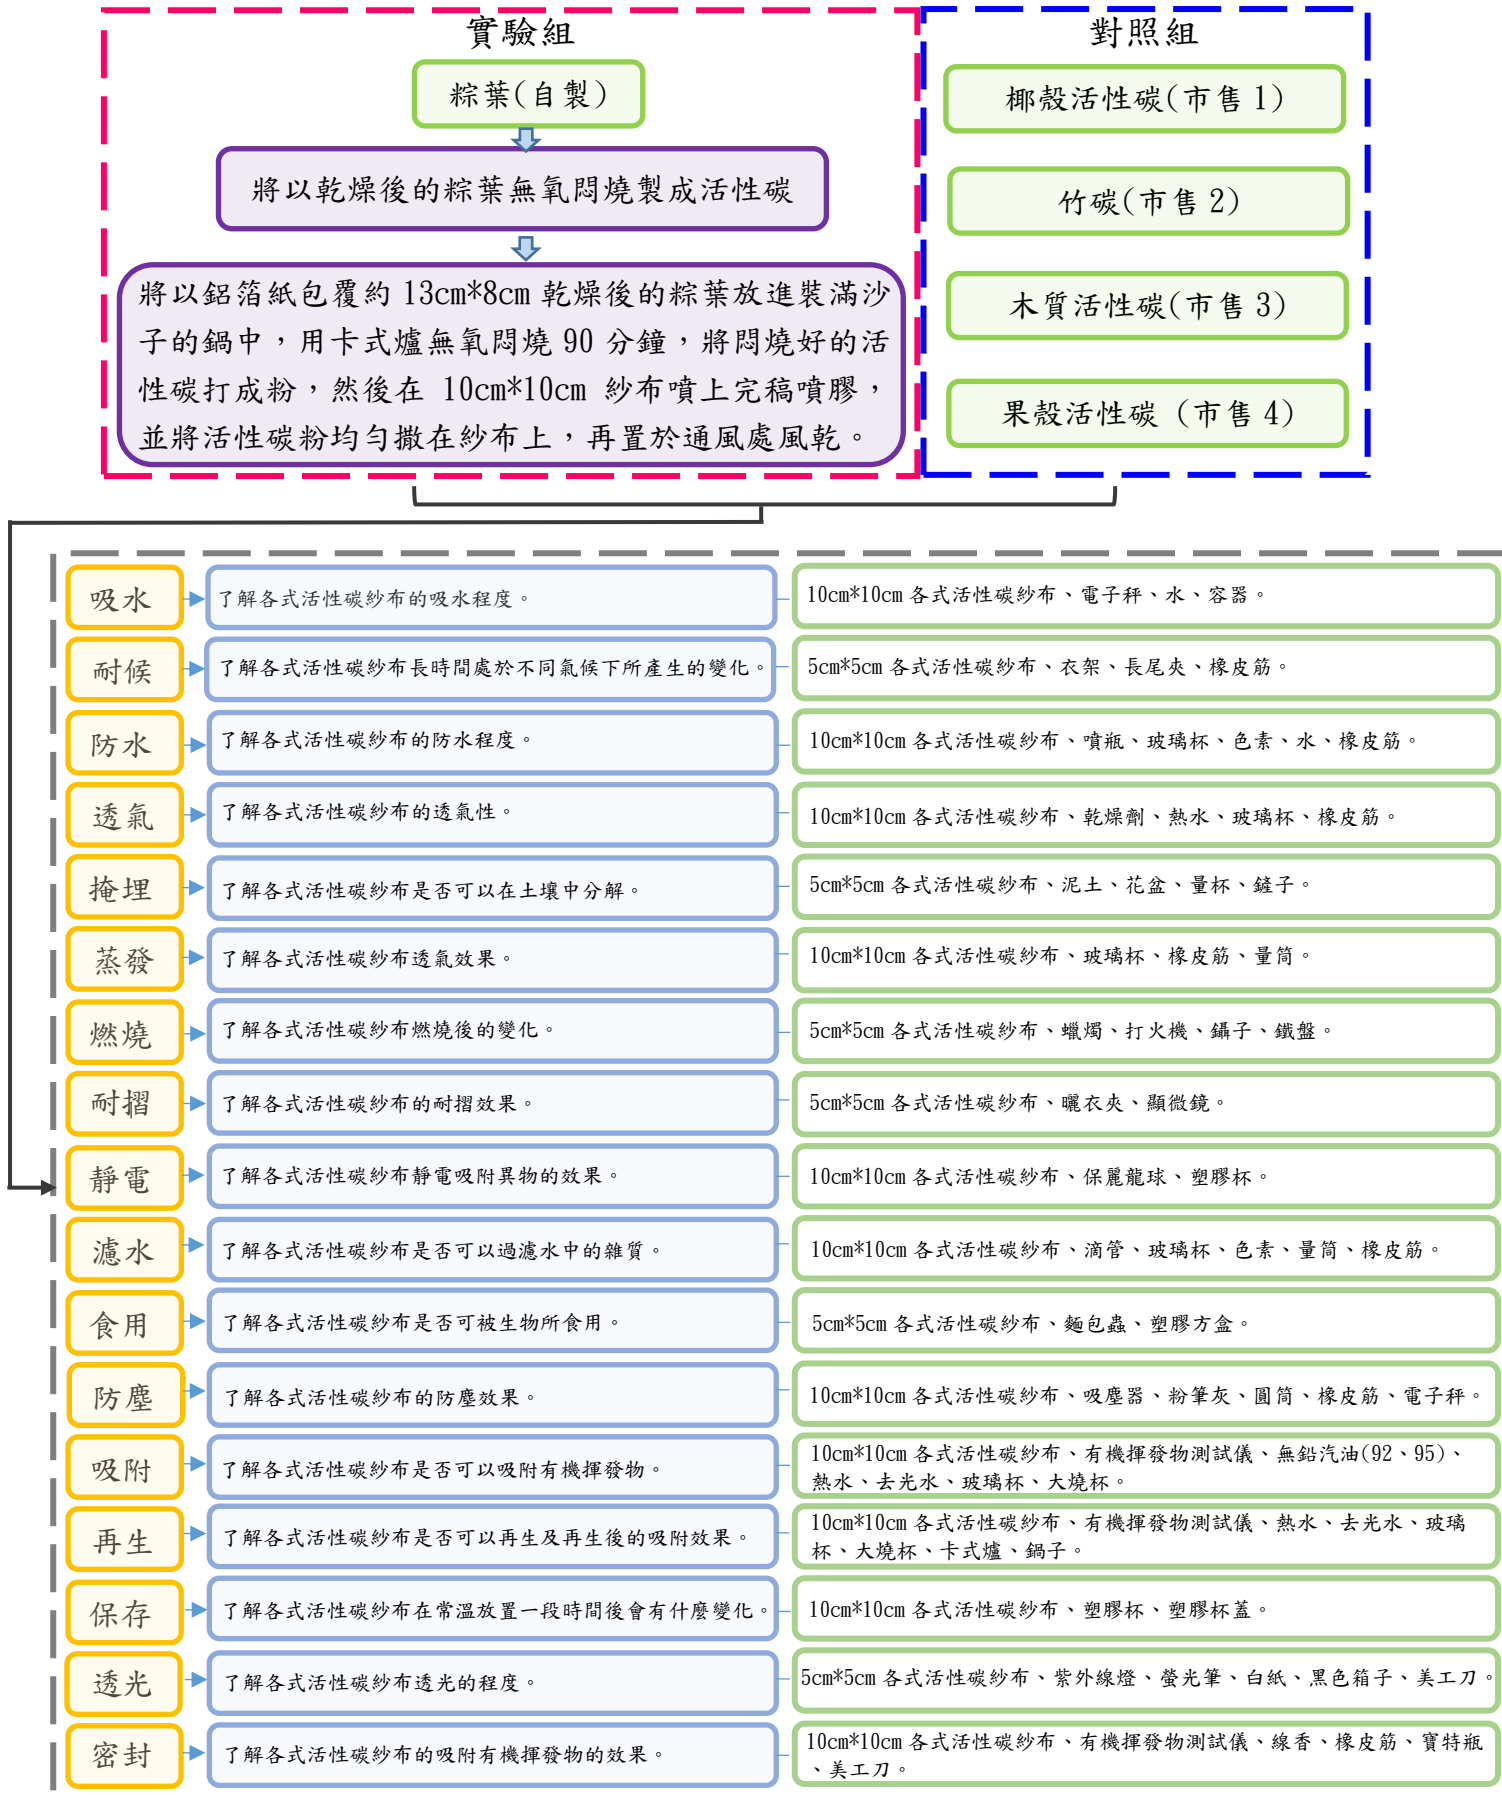 實驗組
粽葉(自製)
將以乾燥後的粽葉無氧悶燒製成活性碳
將以鋁箔紙包覆約 13cm*8cm 乾燥後的粽葉放進裝滿沙
子的鍋中，用卡式爐無氧悶燒 90 分鐘，將悶燒好的活
性碳打成粉，然後在 10cm*10cm 紗布噴上完稿噴膠，
並將活性碳粉均勻撒在紗布上，再置於通風處風乾。
對照組
椰殼活性碳(市售 1)
竹碳(市售 2)
木質活性碳(市售 3)
果殼活性碳 (市售 4)
吸水
了解各式活性碳紗布的吸水程度。
10cm*10cm 各式活性碳紗布、電子秤、水、容器。
耐候
了解各式活性碳紗布長時間處於不同氣候下所產生的變化。
5cm*5cm 各式活性碳紗布、衣架、長尾夾、橡皮筋。
防水
了解各式活性碳紗布的防水程度。
10cm*10cm 各式活性碳紗布、噴瓶、玻璃杯、色素、水、橡皮筋。
透氣
了解各式活性碳紗布的透氣性。
10cm*10cm 各式活性碳紗布、乾燥劑、熱水、玻璃杯、橡皮筋。
掩埋
了解各式活性碳紗布是否可以在土壤中分解。
5cm*5cm 各式活性碳紗布、泥土、花盆、量杯、鏟子。
蒸發
了解各式活性碳紗布透氣效果。
10cm*10cm 各式活性碳紗布、玻璃杯、橡皮筋、量筒。
燃燒
了解各式活性碳紗布燃燒後的變化。
5cm*5cm 各式活性碳紗布、蠟燭、打火機、鑷子、鐵盤。
耐摺
了解各式活性碳紗布的耐摺效果。
5cm*5cm 各式活性碳紗布、曬衣夾、顯微鏡。
靜電
了解各式活性碳紗布靜電吸附異物的效果。
10cm*10cm 各式活性碳紗布、保麗龍球、塑膠杯。
濾水
了解各式活性碳紗布是否可以過濾水中的雜質。
10cm*10cm 各式活性碳紗布、滴管、玻璃杯、色素、量筒、橡皮筋。
食用
了解各式活性碳紗布是否可被生物所食用。
5cm*5cm 各式活性碳紗布、麵包蟲、塑膠方盒。
防塵
了解各式活性碳紗布的防塵效果。
10cm*10cm 各式活性碳紗布、吸塵器、粉筆灰、圓筒、橡皮筋、電子秤。
吸附
了解各式活性碳紗布是否可以吸附有機揮發物。
10cm*10cm 各式活性碳紗布、有機揮發物測試儀、無鉛汽油(92、95)、
熱水、去光水、玻璃杯、大燒杯。
再生
了解各式活性碳紗布是否可以再生及再生後的吸附效果。
10cm*10cm 各式活性碳紗布、有機揮發物測試儀、熱水、去光水、玻璃
杯、大燒杯、卡式爐、鍋子。
保存
了解各式活性碳紗布在常溫放置一段時間後會有什麼變化。
10cm*10cm 各式活性碳紗布、塑膠杯、塑膠杯蓋。
透光
了解各式活性碳紗布透光的程度。
5cm*5cm 各式活性碳紗布、紫外線燈、螢光筆、白紙、黑色箱子、美工刀。
密封
了解各式活性碳紗布的吸附有機揮發物的效果。
10cm*10cm 各式活性碳紗布、有機揮發物測試儀、線香、橡皮筋、寶特瓶
、美工刀。